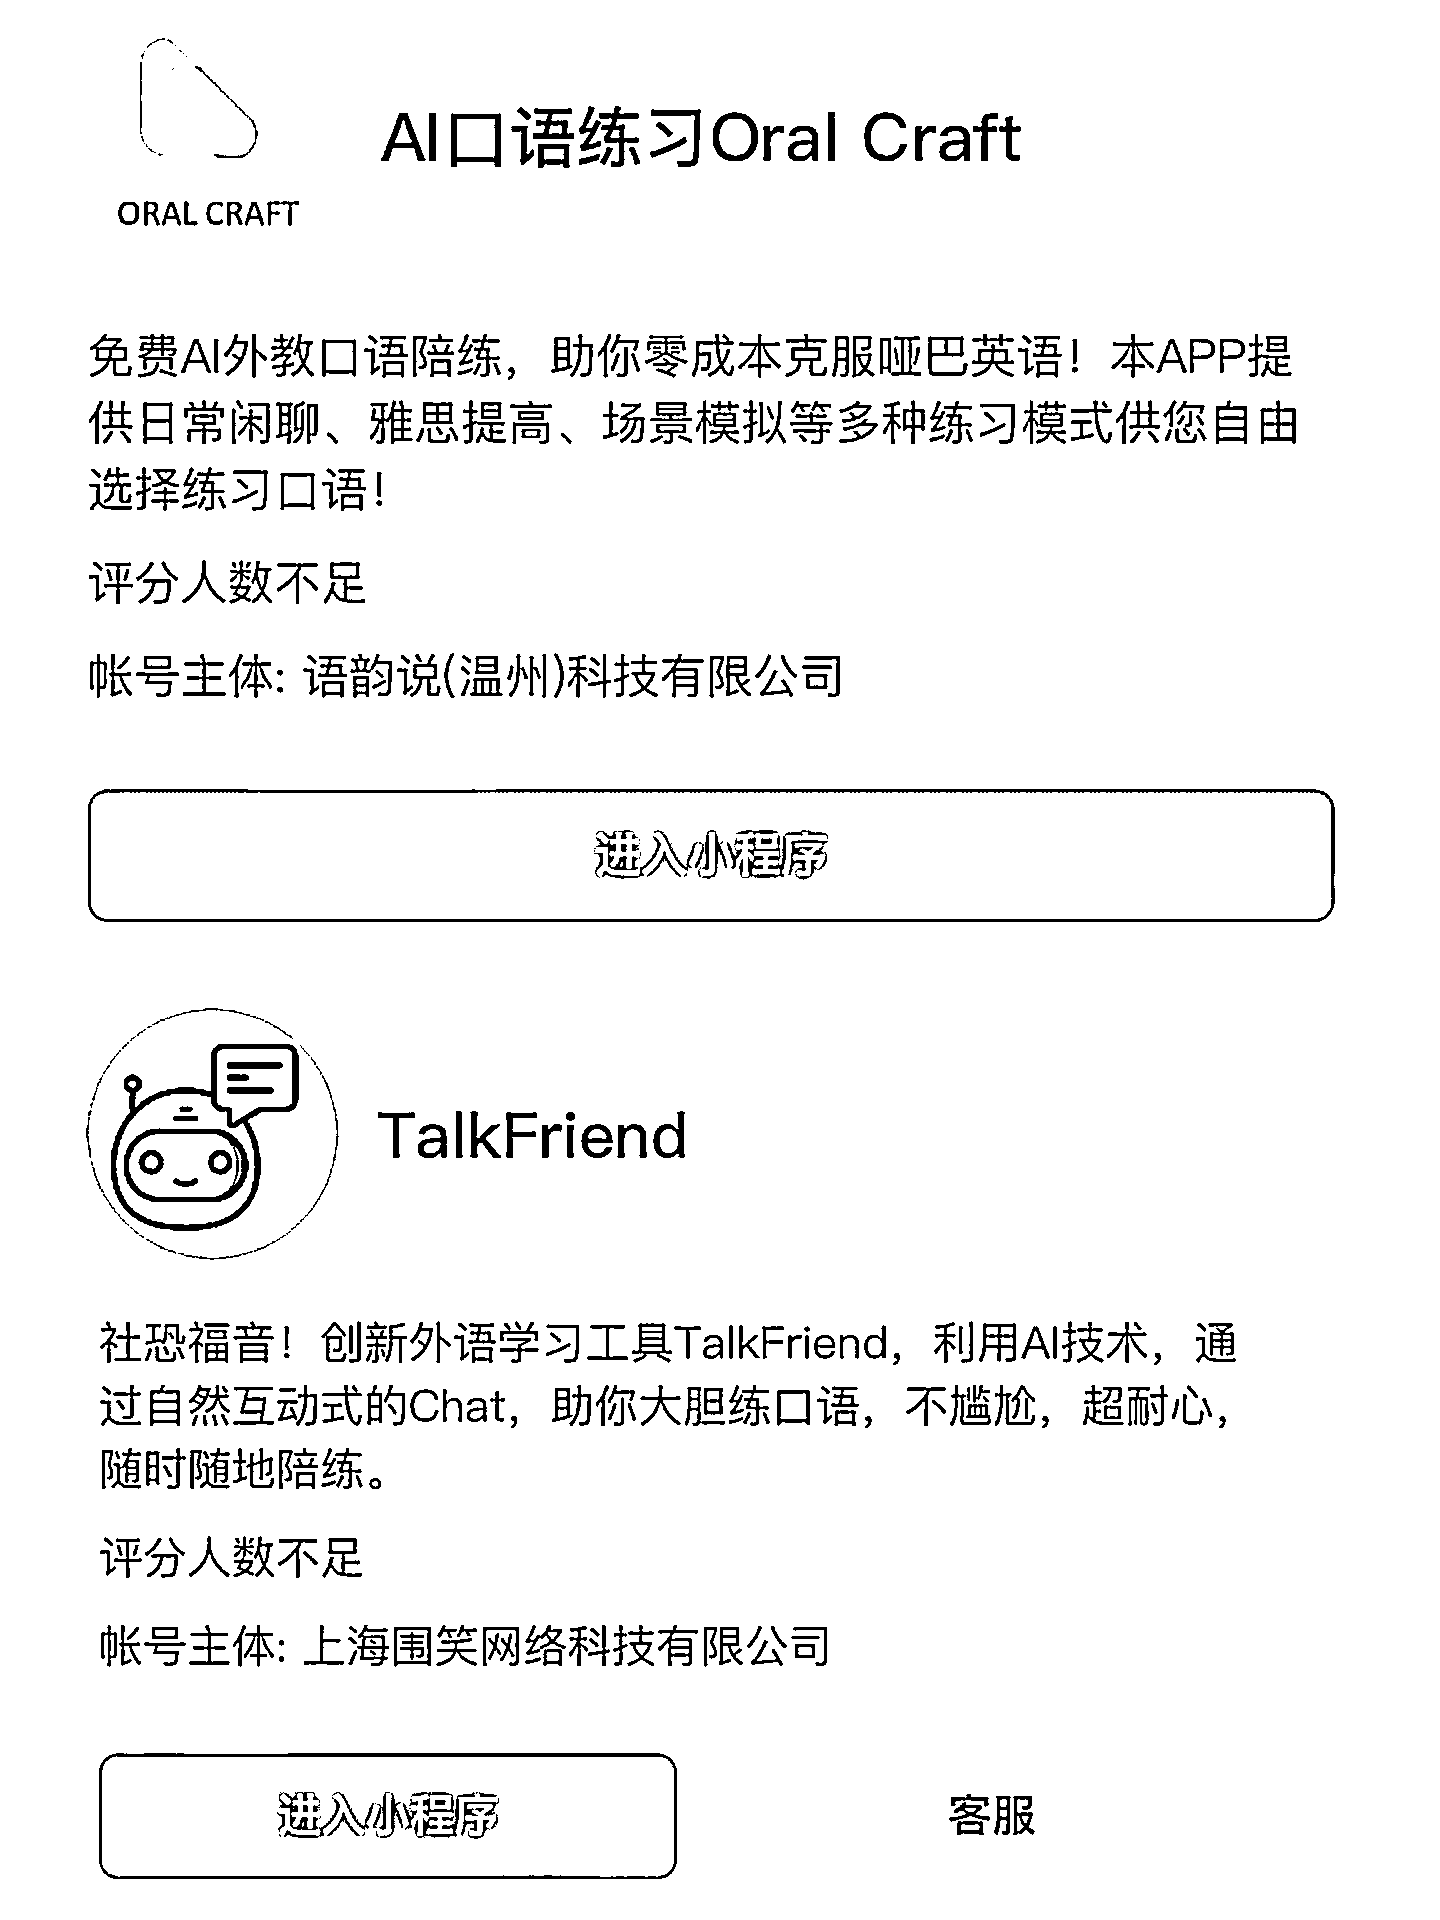 AI口语练习Oral Craft
ORAL CRAFT
免费AI外教口语陪练，助你零成本克服哑巴英语！本APP提
供日常闲聊、雅思提高、场景模拟等多种练习模式供您自由
选择练习口语！
评分人数不足
帐号主体: 语韵说(温州)科技有限公司
进入小程序
TalkFriend
社恐福音！创新外语学习工具TalkFriend，利用AI技术，通
过自然互动式的Chat，助你大胆练口语，不尴尬，超耐心，
随时随地陪练。
评分人数不足
帐号主体: 上海围笑网络科技有限公司
进入小程序
客服